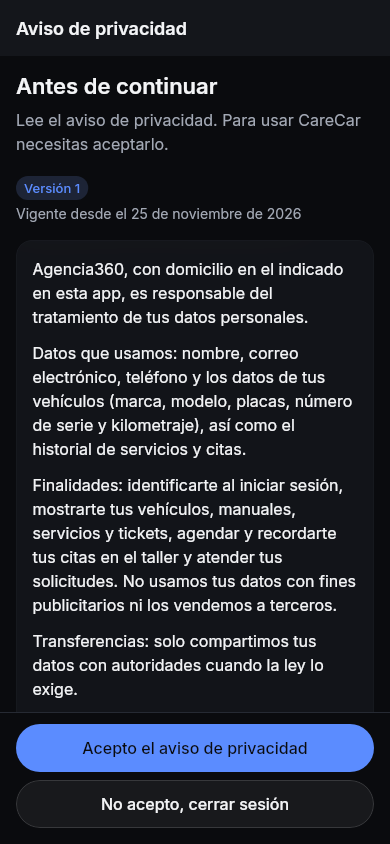 Aviso de privacidad
Antes de continuar
Lee el aviso de privacidad. Para usar CareCar
necesitas aceptarlo.
Versión 1
Vigente desde el 25 de noviembre de 2026
Agencia360, con domicilio en el indicado
en esta app, es responsable del
tratamiento de tus datos personales.
Datos que usamos: nombre, correo
electrónico, teléfono y los datos de tus
vehículos (marca, modelo, placas, número
de serie y kilometraje), así como el
historial de servicios y citas.
Finalidades: identificarte al iniciar sesión,
mostrarte tus vehículos, manuales,
servicios y tickets, agendar y recordarte
tus citas en el taller y atender tus
solicitudes. No usamos tus datos con fines
publicitarios ni los vendemos a terceros.
Transferencias: solo compartimos tus
datos con autoridades cuando la ley lo
exige.
Acepto el aviso de privacidad
No acepto, cerrar sesión